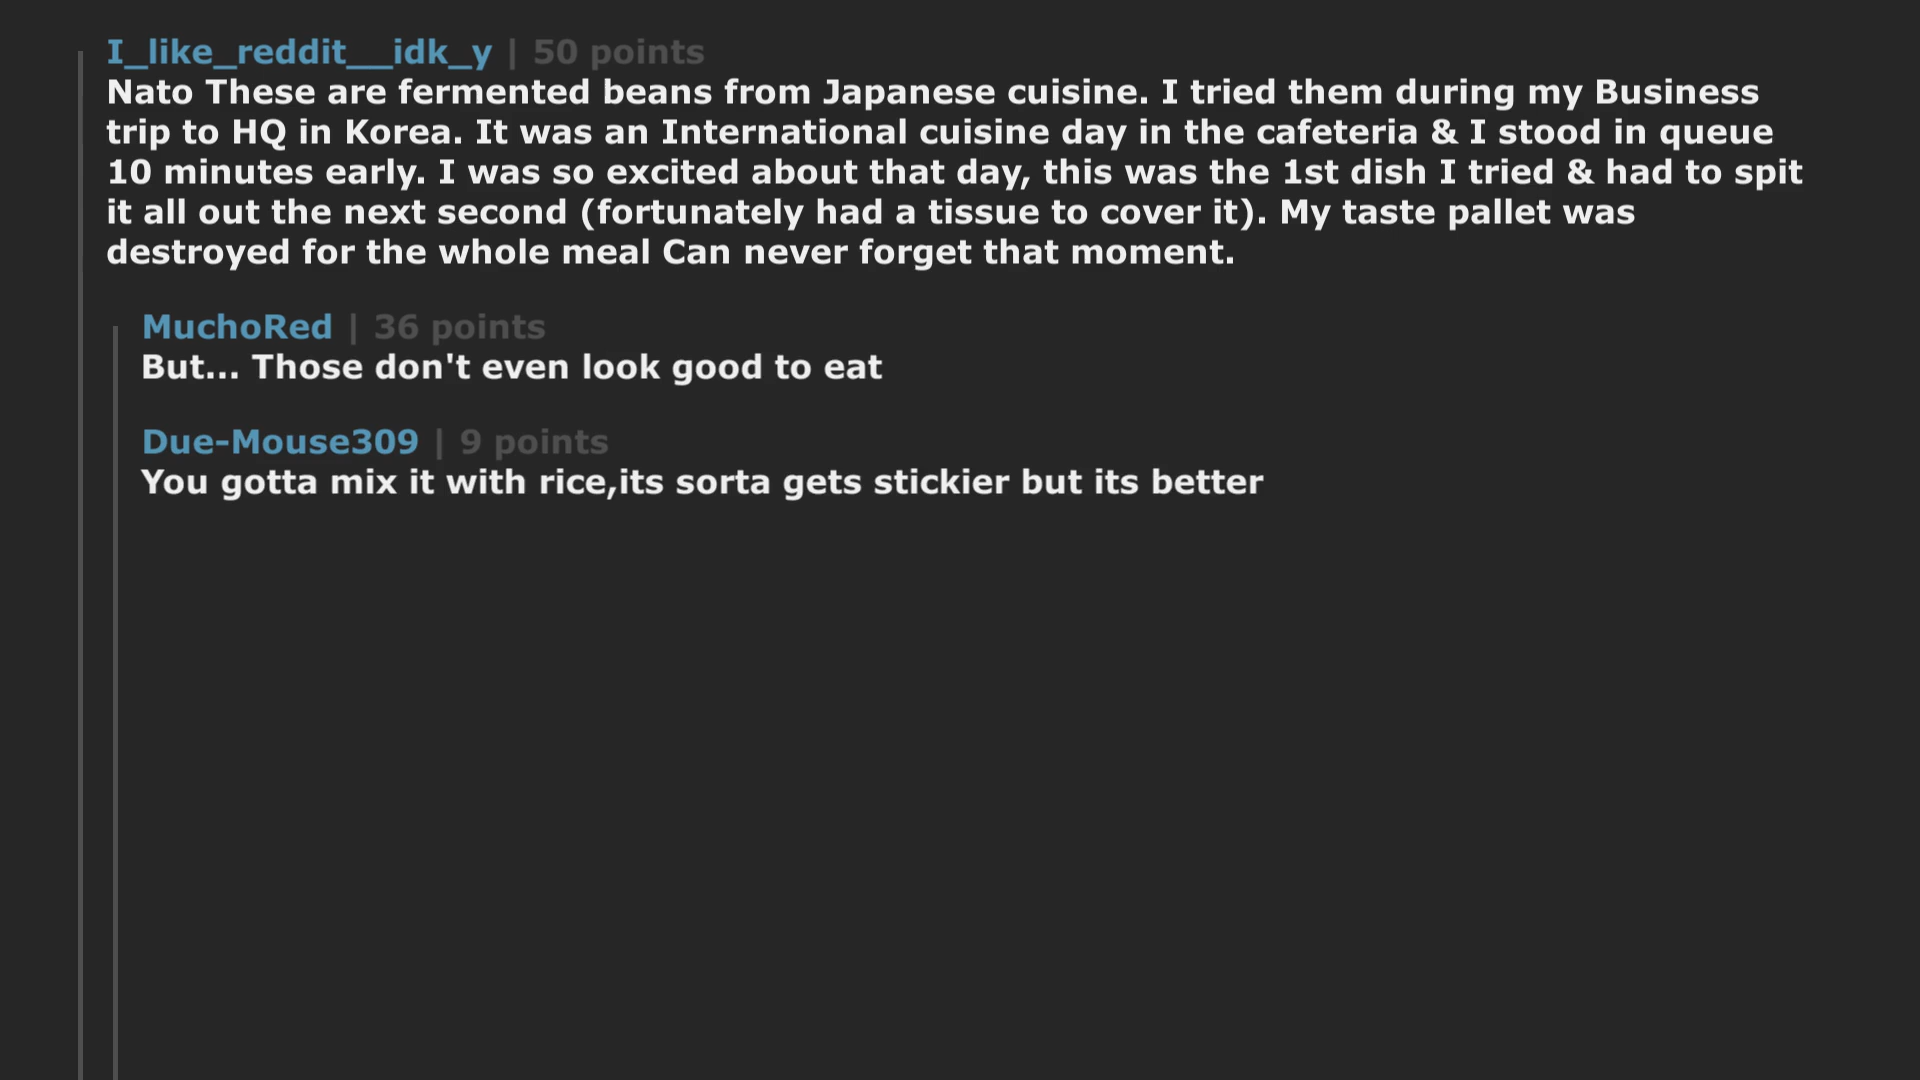 I_like_reddit__idk_y | 50 points
Nato These are fermented beans from Japanese cuisine. I tried them during my Business
trip to HQ in Korea. It was an International cuisine day in the cafeteria & I stood in queue
10 minutes early. I was so excited about that day, this was the 1st dish I tried & had to spit
it all out the next second (fortunately had a tissue to cover it). My taste pallet was
destroyed for the whole meal Can never forget that moment.
MuchoRed | 36 points
But... Those don't even look good to eat
Due-Mouse309 | 9 points
You gotta mix it with rice,its sorta gets stickier but its better